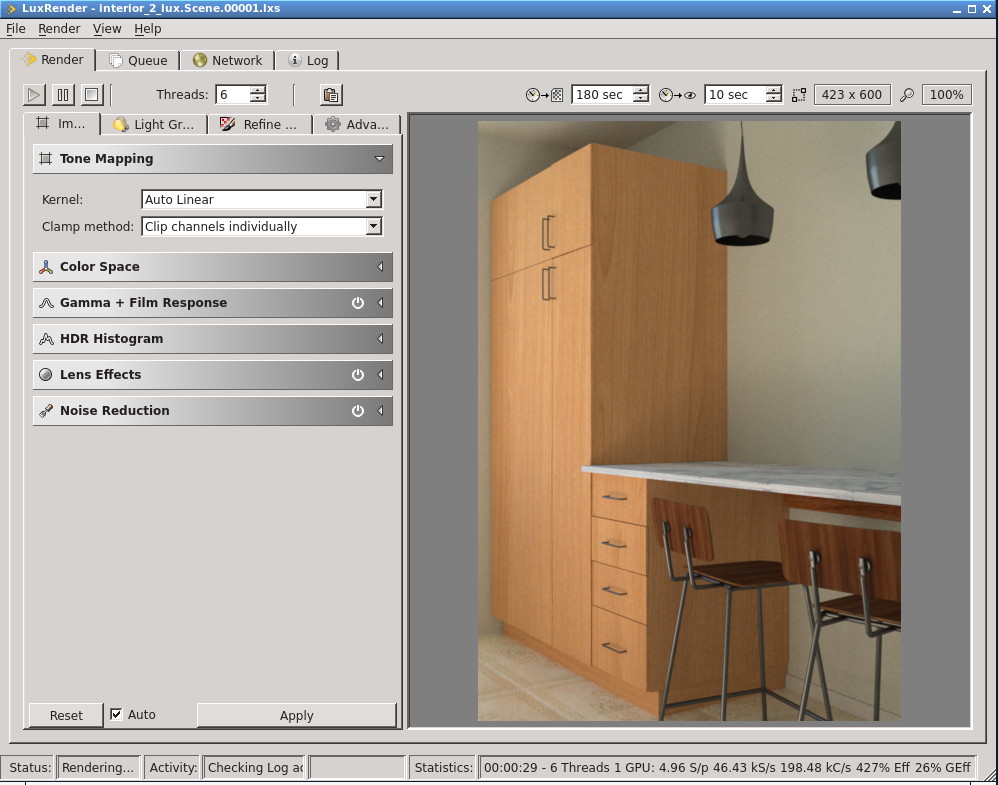 LuxRender - interior_2_lux.Scene.00001.lxs
File Render View Help
Render Queue Network Log
Threads: 6 180 sec 10 sec 423 x 600 100%
Im... Light Gr... Refine ... Adva...
Tone Mapping
Kernel: Auto Linear
Clamp method: Clip channels individually
Color Space
Gamma + Film Response
HDR Histogram
Lens Effects
Noise Reduction
Reset Auto Apply
Status: Rendering... Activity: Checking Log Statistics: 00:00:29 - 6 Threads 1 GPU: 4.96 S/p 46.43 kS/s 198.48 kC/s 427% Eff 26% GEff